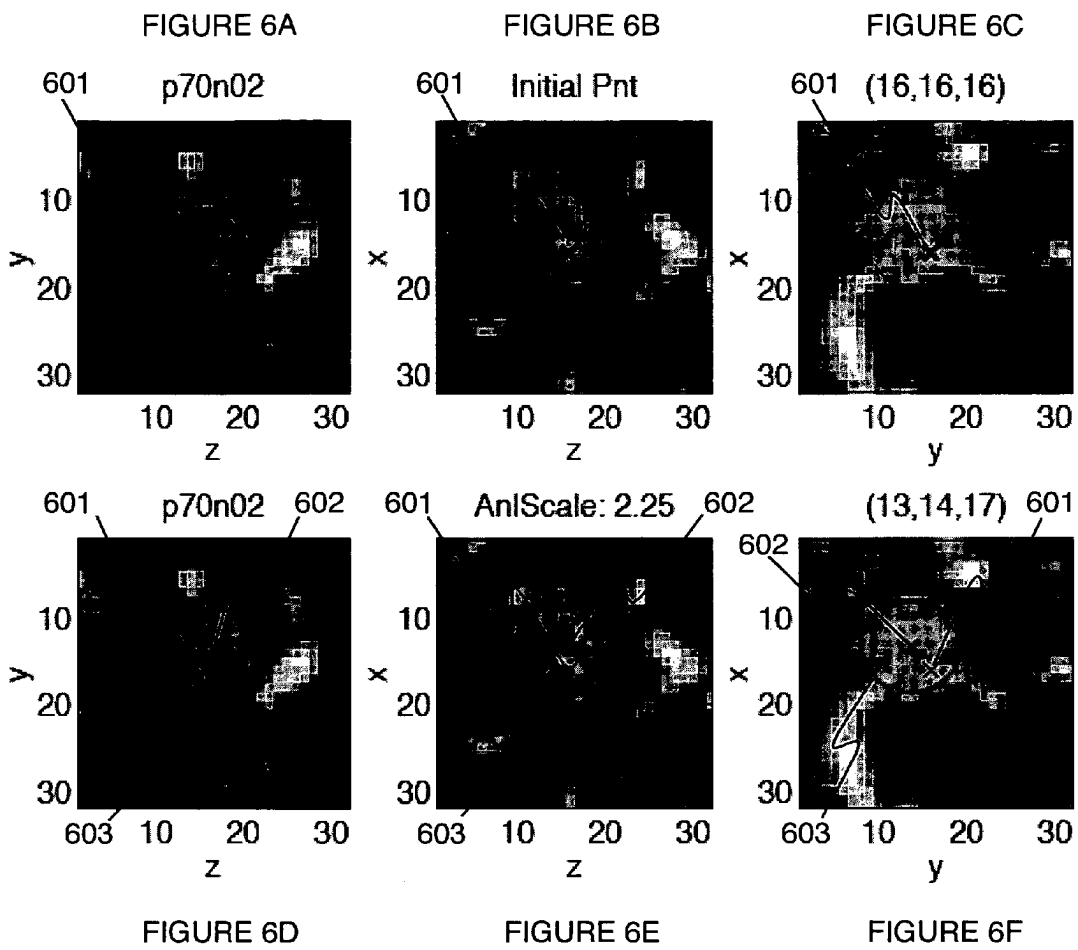 FIGURE 6A FIGURE 6B FIGURE 6C
601 p70n02 601 Initial Pnt 601 (16,16,16)
10 10 10
y x x
20 20 20
30 30 30
10 20 30 10 20 30 10 20 30
z z y
601 p70n02 602 601 AnlScale: 2.25 602 (13,14,17) 601
602
10 10 10
y x x
20 20 20
30 30 30
603 10 20 30 603 10 20 30 603 10 20 30
z z y
FIGURE 6D FIGURE 6E FIGURE 6F